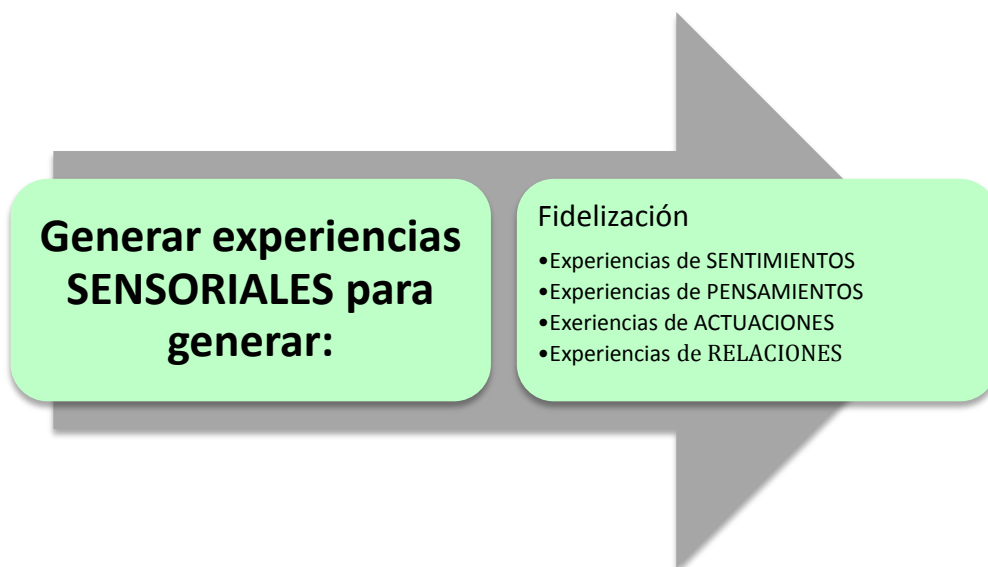 Generar experiencias
SENSORIALES para
generar:
Fidelización
•Experiencias de SENTIMIENTOS
•Experiencias de PENSAMIENTOS
•Exeriencias de ACTUACIONES
•Experiencias de RELACIONES